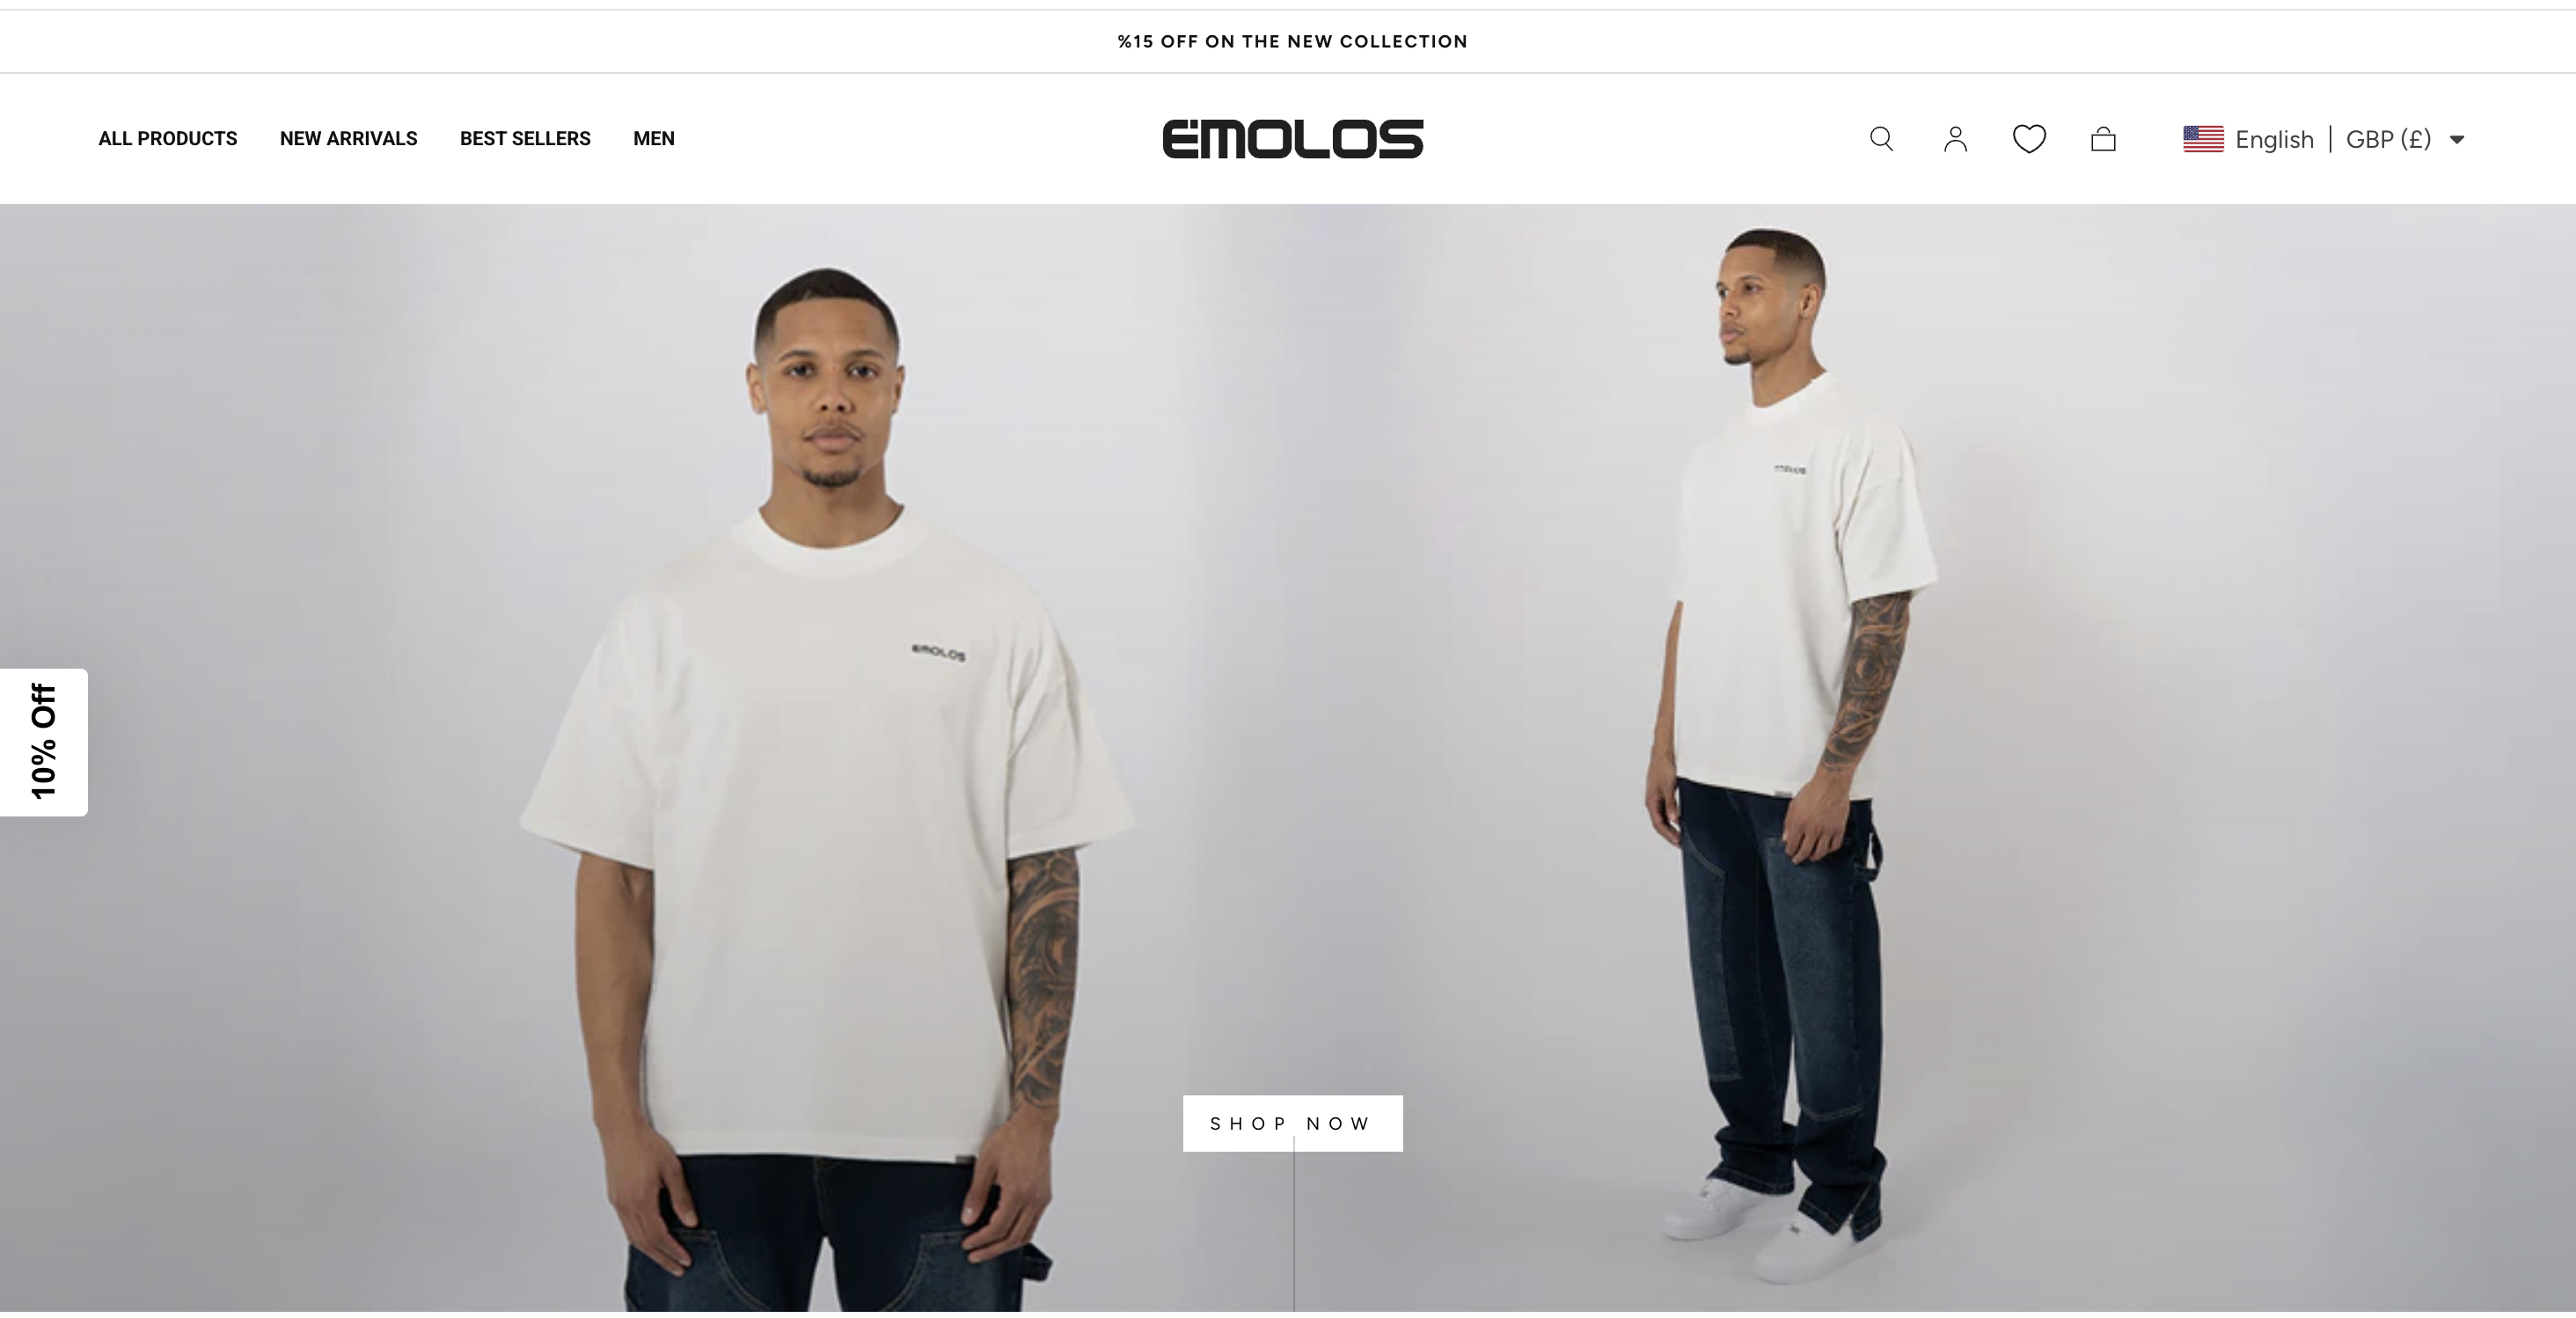 %15 OFF ON THE NEW COLLECTION
ALL PRODUCTS NEW ARRIVALS BEST SELLERS MEN
EMOLOS
English | GBP (£)
EMOLOS
EMOLOS
10% Off
SHOP NOW